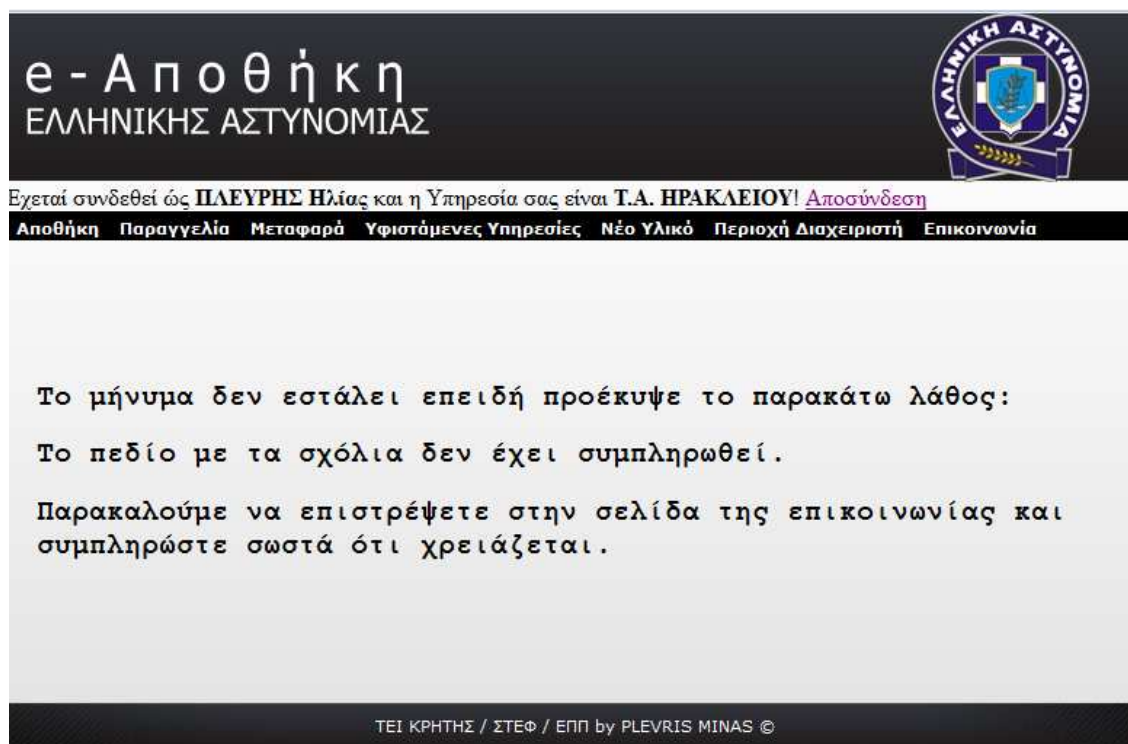 e - Α π ο θ ή κ η
ΕΛΛΗΝΙΚΗΣ ΑΣΤΥΝΟΜΙΑΣ
ΕΛΛΗΝΙΚΗ ΑΣΤΥΝΟΜΙΑ
Εχεταί συνδεθεί ώς ΠΛΕΥΡΗΣ Ηλίας και η Υπηρεσία σας είναι Τ.Α. ΗΡΑΚΛΕΙΟΥ! Αποσύνδεση
Αποθήκη Παραγγελία Μεταφορά Υφιστάμενες Υπηρεσίες Νέο Υλικό Περιοχή Διαχειριστή Επικοινωνία
Το μήνυμα δεν εστάλει επειδή προέκυψε το παρακάτω λάθος:
Το πεδίο με τα σχόλια δεν έχει συμπληρωθεί.
Παρακαλούμε να επιστρέψετε στην σελίδα της επικοινωνίας και
συμπληρώστε σωστά ότι χρειάζεται.
ΤΕΙ ΚΡΗΤΗΣ / ΣΤΕΦ / ΕΠΠ by PLEVRIS MINAS ©